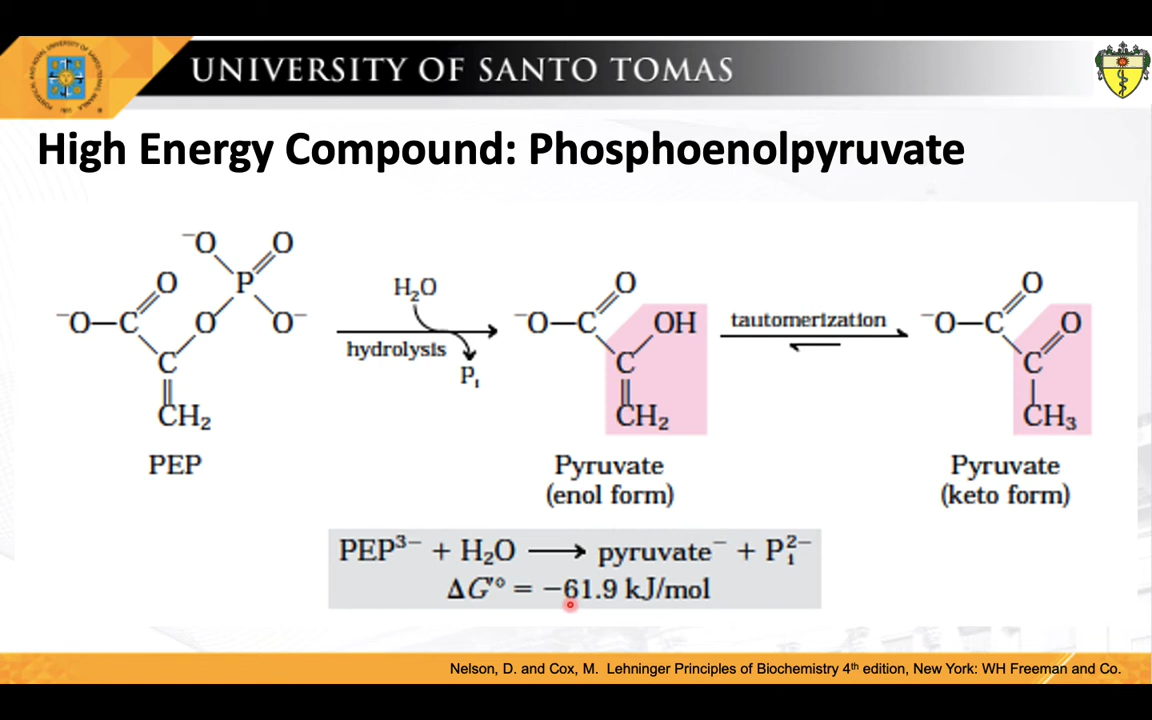 UNIVERSITY OF SANTO TOMAS
High Energy Compound: Phosphoenolpyruvate
⁻O O
O P
⁻O—C O O⁻
C
CH₂
PEP
H₂O
hydrolysis
Pᵢ
O
⁻O—C OH
C
CH₂
Pyruvate
(enol form)
tautomerization
O
⁻O—C O
C
CH₃
Pyruvate
(keto form)
PEP³⁻ + H₂O ⟶ pyruvate⁻ + Pᵢ²⁻
ΔG′° = −61.9 kJ/mol
Nelson, D. and Cox, M. Lehninger Principles of Biochemistry 4th edition, New York: WH Freeman and Co.